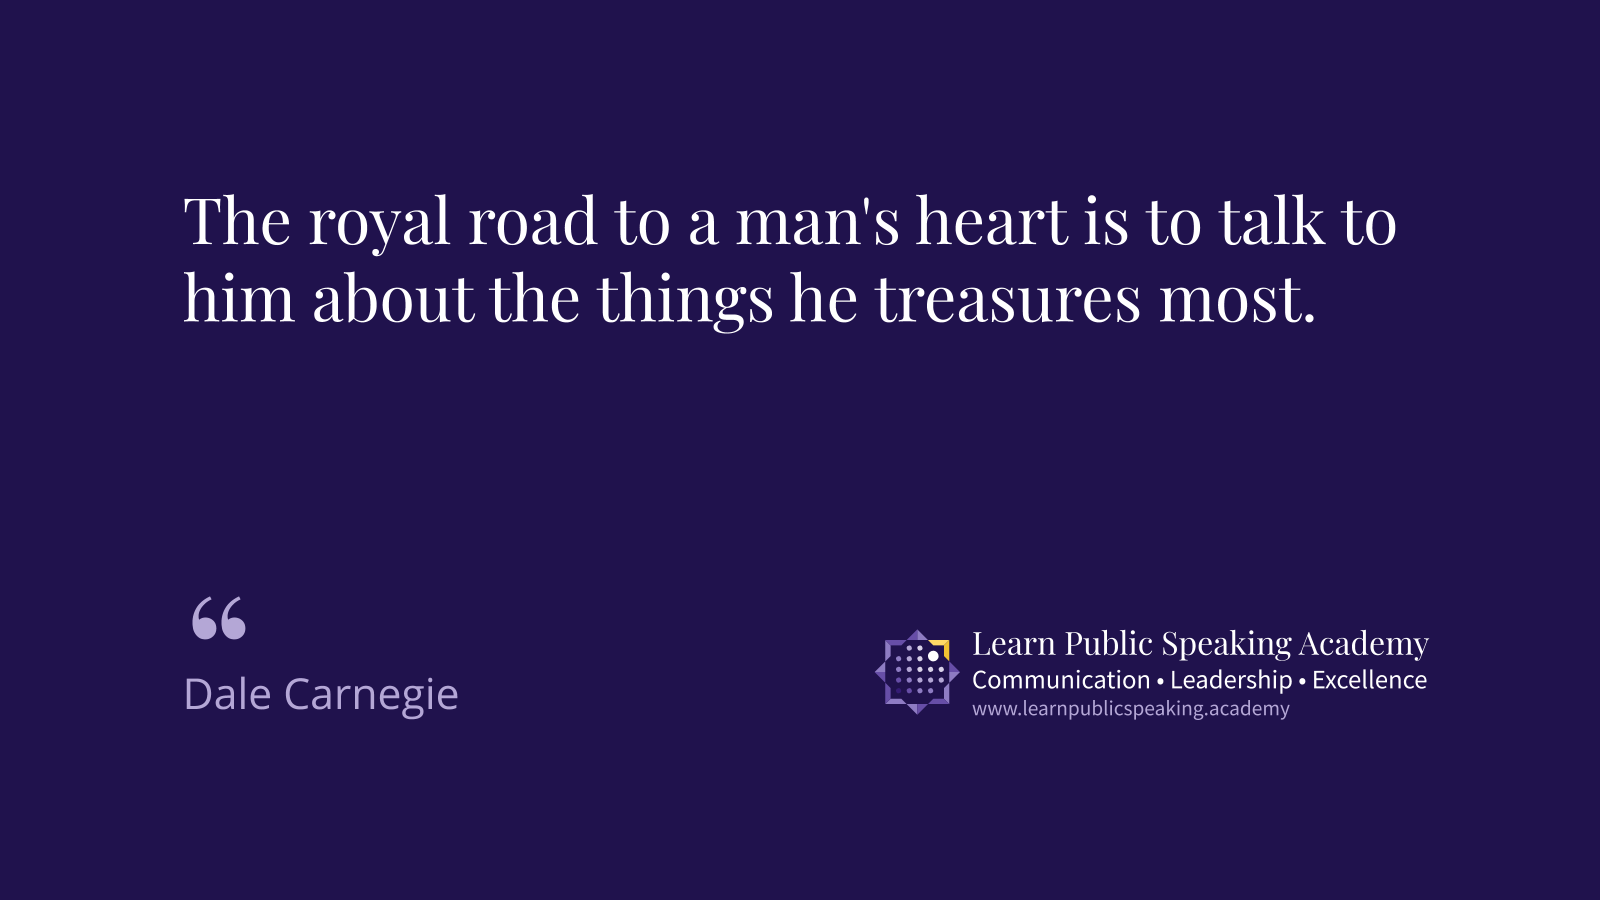 The royal road to a man's heart is to talk to
him about the things he treasures most.
“
Dale Carnegie
Learn Public Speaking Academy
Communication • Leadership • Excellence
www.learnpublicspeaking.academy